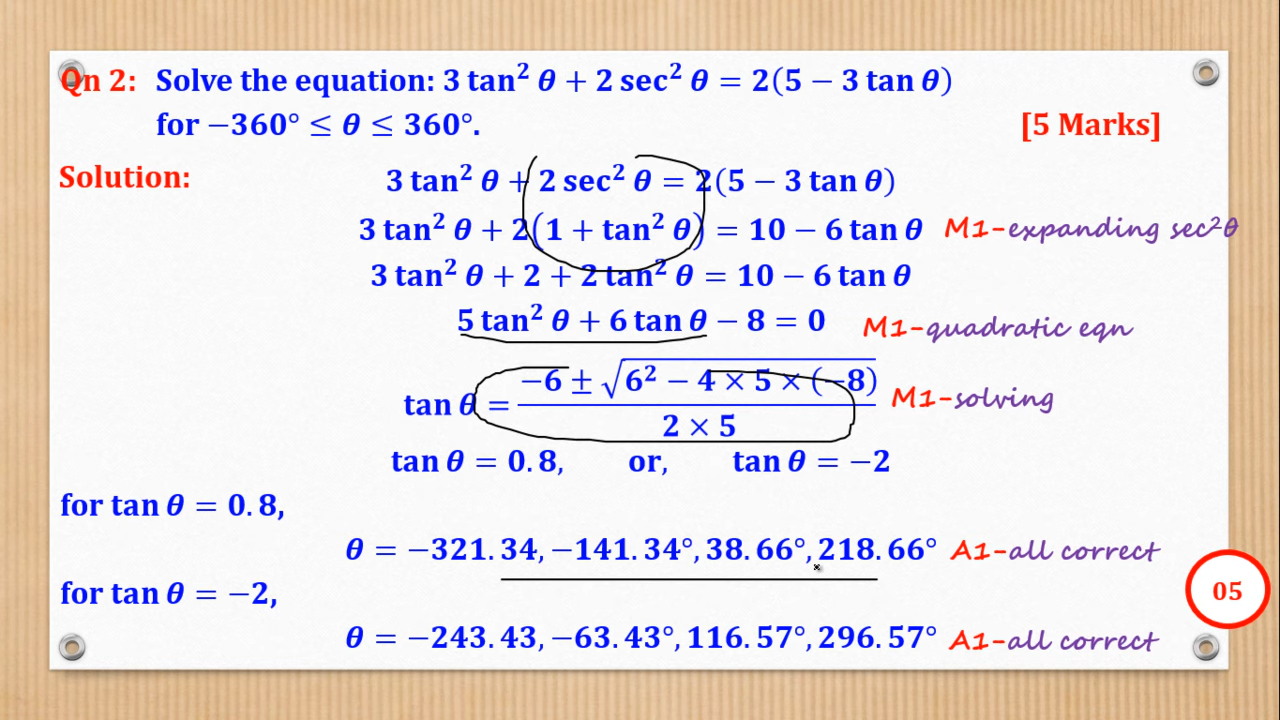 Qn 2: Solve the equation: 3 tan² θ + 2 sec² θ = 2(5 − 3 tan θ)
for −360° ≤ θ ≤ 360°. [5 Marks]
Solution: 3 tan² θ + 2 sec² θ = 2(5 − 3 tan θ)
3 tan² θ + 2(1 + tan² θ) = 10 − 6 tan θ M1-expanding sec²θ
3 tan² θ + 2 + 2 tan² θ = 10 − 6 tan θ
5 tan² θ + 6 tan θ − 8 = 0 M1-quadratic eqn
tan θ = (−6 ± √(6² − 4 × 5 × (−8))) / (2 × 5) M1-solving
tan θ = 0.8, or, tan θ = −2
for tan θ = 0.8,
θ = −321.34, −141.34°, 38.66°, 218.66° A1-all correct
for tan θ = −2,
05
θ = −243.43, −63.43°, 116.57°, 296.57° A1-all correct